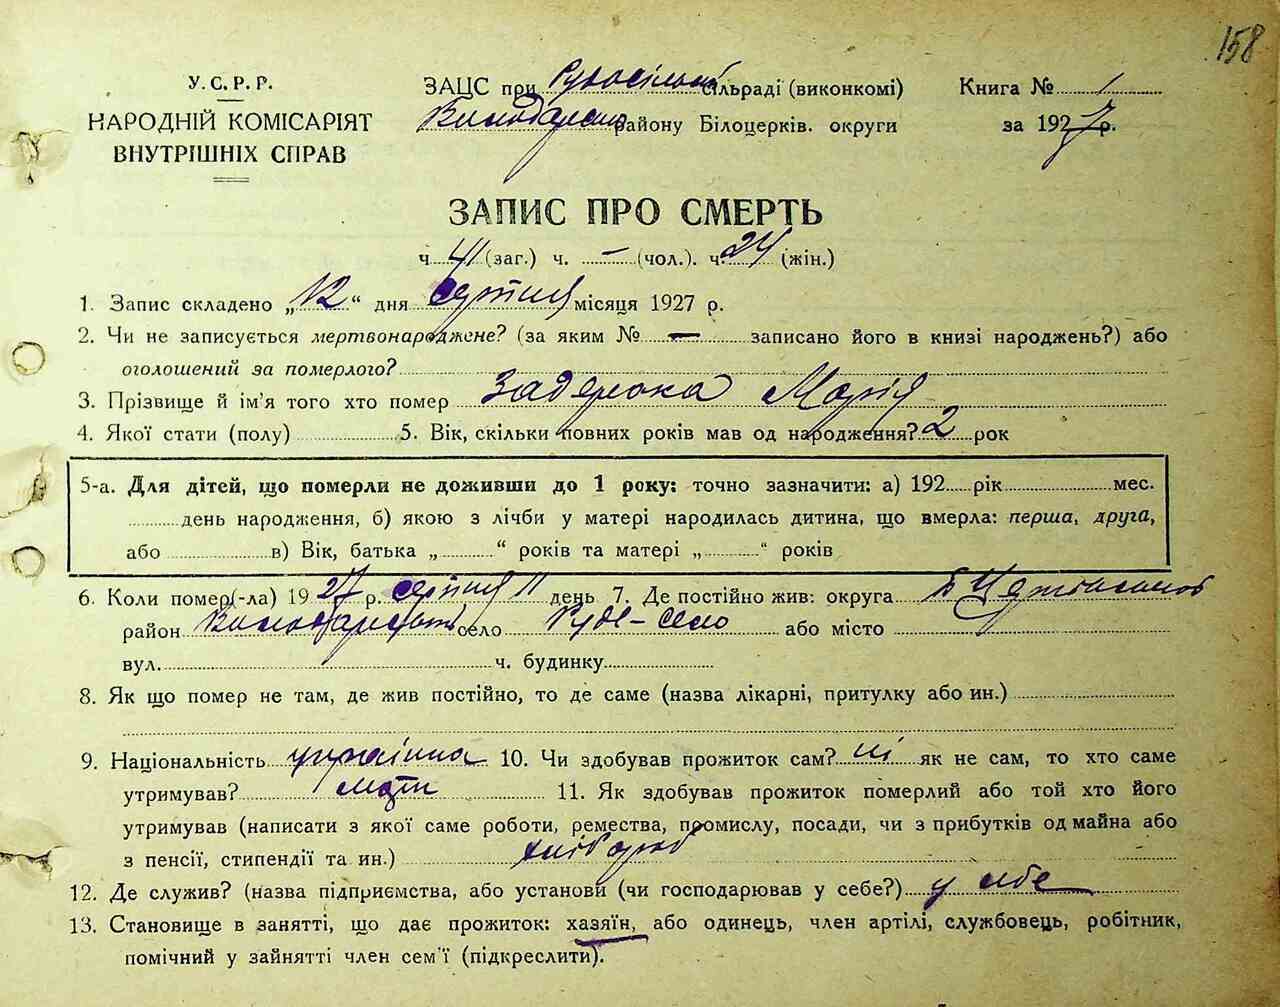 158
У.С.Р.Р.
НАРОДНІЙ КОМІСАРІЯТ
ВНУТРІШНІХ СПРАВ
ЗАЦС при Рудосільській Сільраді (виконкомі)
районy Білоцерків. округи
Книга № 1
за 1927 р.
ЗАПИС ПРО СМЕРТЬ
ч. 41 (заг.) ч. – (чол.). ч. 24 (жін.)
1. Запис складено „12“ дня серпня місяця 1927 р.
2. Чи не записується мертвонароджене? (за яким № — записано його в книзі народжень?) або
оголошений за померлого?
3. Прізвище й ім'я того хто помер Задерака Марія
4. Якої стати (полу) 5. Вік, скільки повних років мав од народження? 2 рок
5-а. Для дітей, що померли не доживши до 1 року: точно зазначити: а) 192 рік мес.
день народження, б) якою з лічби у матері народилась дитина, що вмерла: перша, друга,
або в) Вік, батька „ “ років та матері „ “ років
6. Коли помер(-ла) 1927 р. серпня 11 день 7. Де постійно жив: округа
район село Руде-село або місто
вул. ч. будинку
8. Як що помер не там, де жив постійно, то де саме (назва лікарні, притулку або ин.)
9. Національність українка 10. Чи здобував прожиток сам? ні як не сам, то хто саме
утримував? мати 11. Як здобував прожиток померлий або той хто його
утримував (написати з якої саме роботи, ремества, промислу, посади, чи з прибутків од майна або
з пенсії, стипендії та ин.) хлібороб
12. Де служив? (назва підприємства, або установи (чи господарював у себе?) у себе
13. Становище в занятті, що дає прожиток: хазяїн, або одинець, член артілі, службовець, робітник,
помічний у зайнятті член сем'ї (підкреслити).